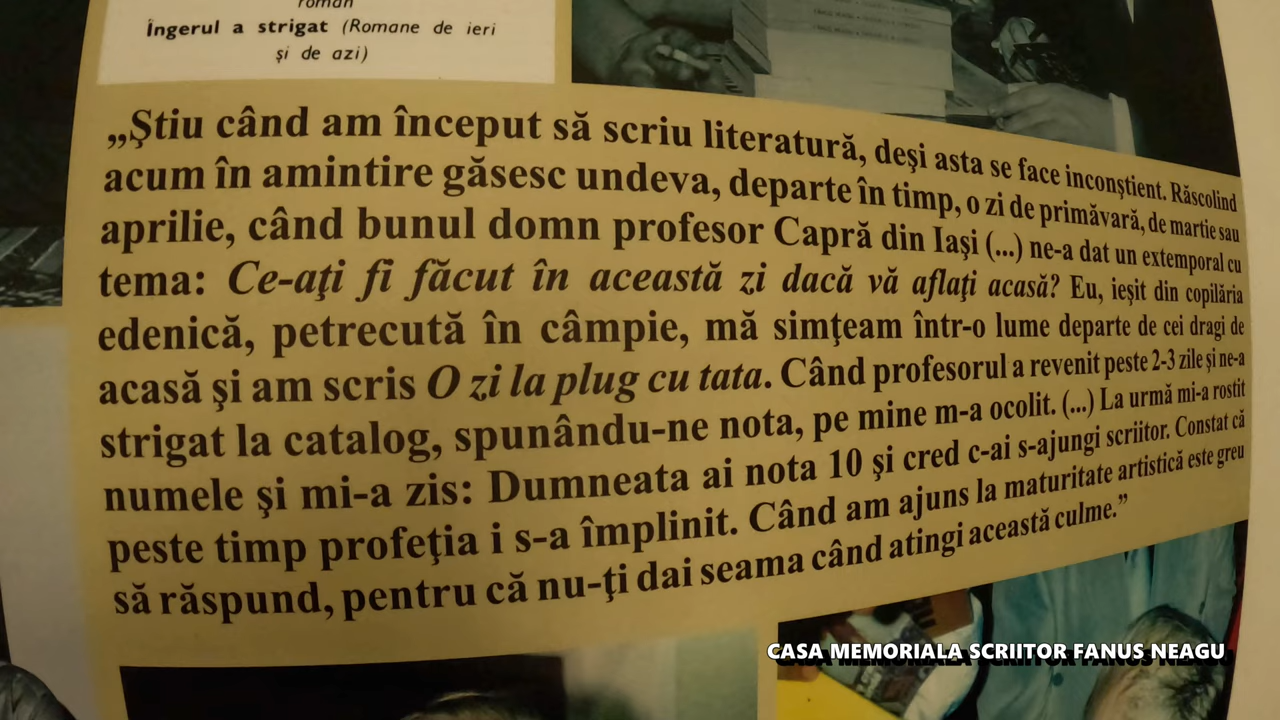 roman
Îngerul a strigat (Romane de ieri
și de azi)
„Ştiu când am început să scriu literatură, deşi asta se face inconştient. Răscolind
acum în amintire găsesc undeva, departe în timp, o zi de primăvară, de martie sau
aprilie, când bunul domn profesor Capră din Iaşi (...) ne-a dat un extemporal cu
tema: Ce-aţi fi făcut în această zi dacă vă aflaţi acasă? Eu, ieşit din copilăria
edenică, petrecută în câmpie, mă simţeam într-o lume departe de cei dragi de
acasă şi am scris O zi la plug cu tata. Când profesorul a revenit peste 2-3 zile şi ne-a
strigat la catalog, spunându-ne nota, pe mine m-a ocolit. (...) La urmă mi-a rostit
numele şi mi-a zis: Dumneata ai nota 10 şi cred c-ai s-ajungi scriitor. Constat că
peste timp profeţia i s-a împlinit. Când am ajuns la maturitate artistică este greu
să răspund, pentru că nu-ţi dai seama când atingi această culme.”
CASA MEMORIALA SCRIITOR FANUS NEAGU